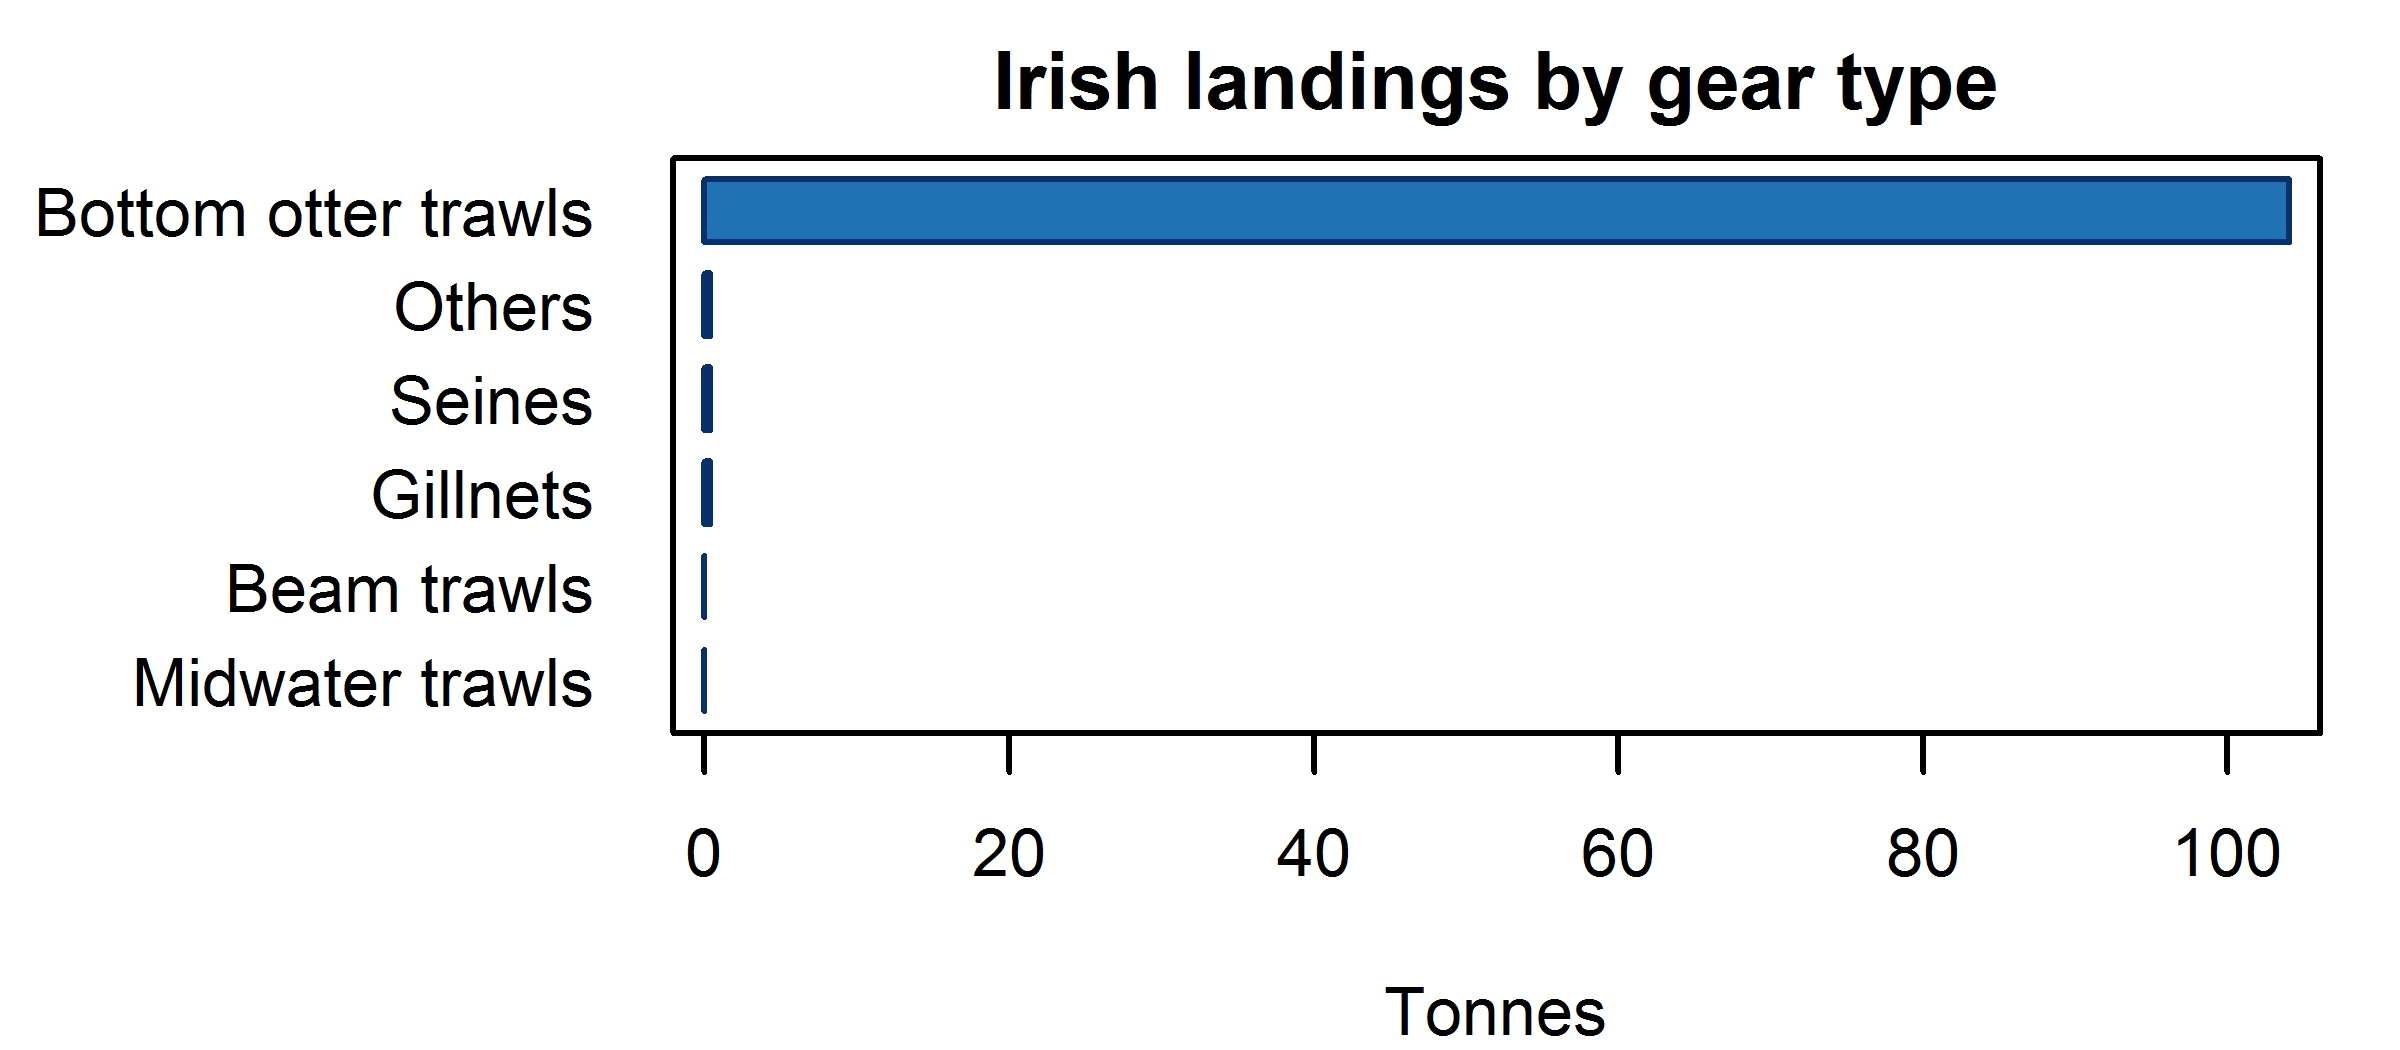 Irish landings by gear type
Bottom otter trawls
Others
Seines
Gillnets
Beam trawls
Midwater trawls
0 20 40 60 80 100
Tonnes